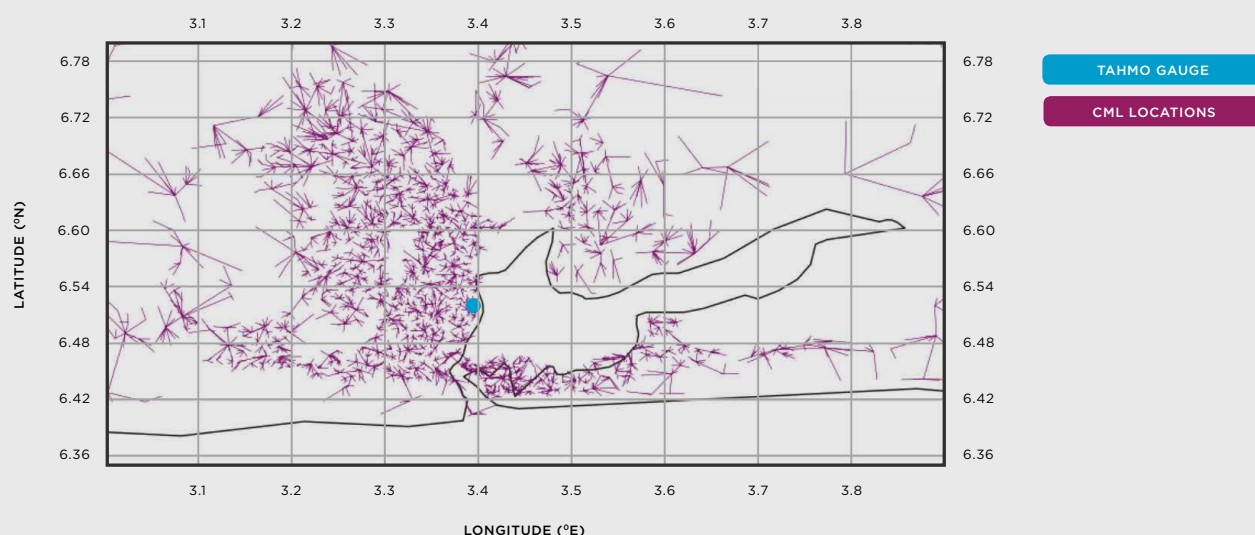 3.1 3.2 3.3 3.4 3.5 3.6 3.7 3.8
6.78 6.78
TAHMO GAUGE
6.72 6.72
CML LOCATIONS
6.66 6.66
6.60 6.60
LATITUDE (⁰N)
6.54 6.54
6.48 6.48
6.42 6.42
6.36 6.36
3.1 3.2 3.3 3.4 3.5 3.6 3.7 3.8
LONGITUDE (⁰E)